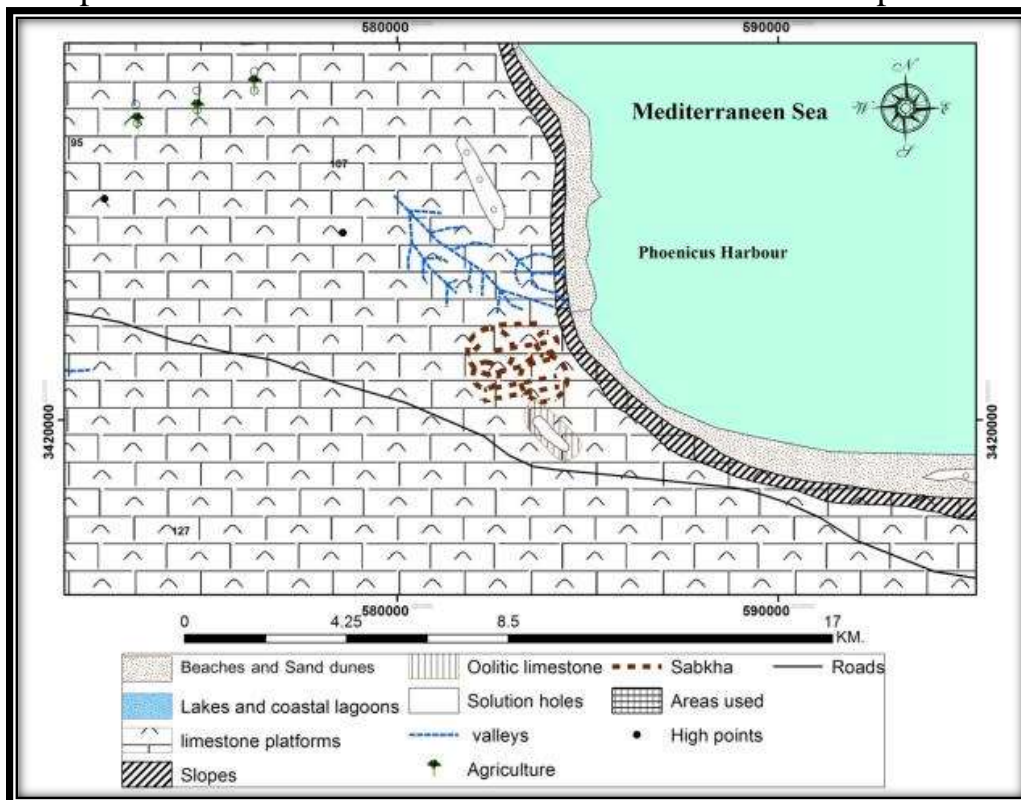 580000 590000
Mediterraneen Sea
N
W E
S
95
107
Phoenicus Harbour
3420000 3420000
127
580000 590000
0 4.25 8.5 17
KM.
Beaches and Sand dunes Oolitic limestone Sabkha Roads
Lakes and coastal lagoons Solution holes Areas used
limestone platforms valleys High points
Slopes Agriculture